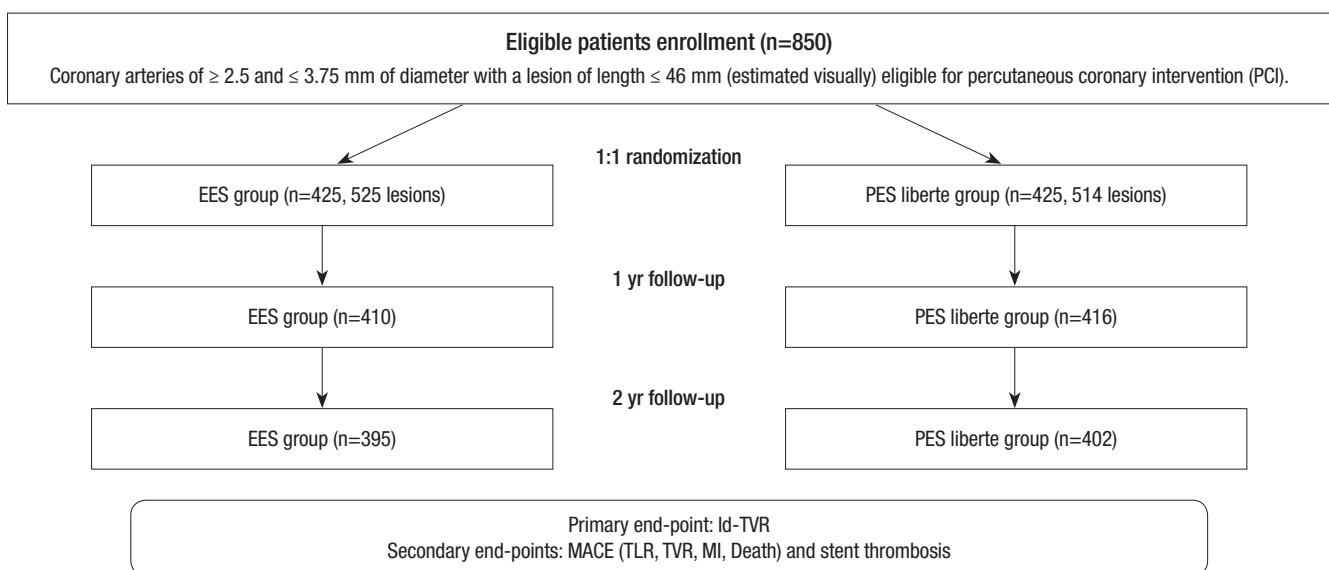 Eligible patients enrollment (n=850)
Coronary arteries of ≥ 2.5 and ≤ 3.75 mm of diameter with a lesion of length ≤ 46 mm (estimated visually) eligible for percutaneous coronary intervention (PCI).
1:1 randomization
EES group (n=425, 525 lesions)
PES liberte group (n=425, 514 lesions)
1 yr follow-up
EES group (n=410)
PES liberte group (n=416)
2 yr follow-up
EES group (n=395)
PES liberte group (n=402)
Primary end-point: Id-TVR
Secondary end-points: MACE (TLR, TVR, MI, Death) and stent thrombosis